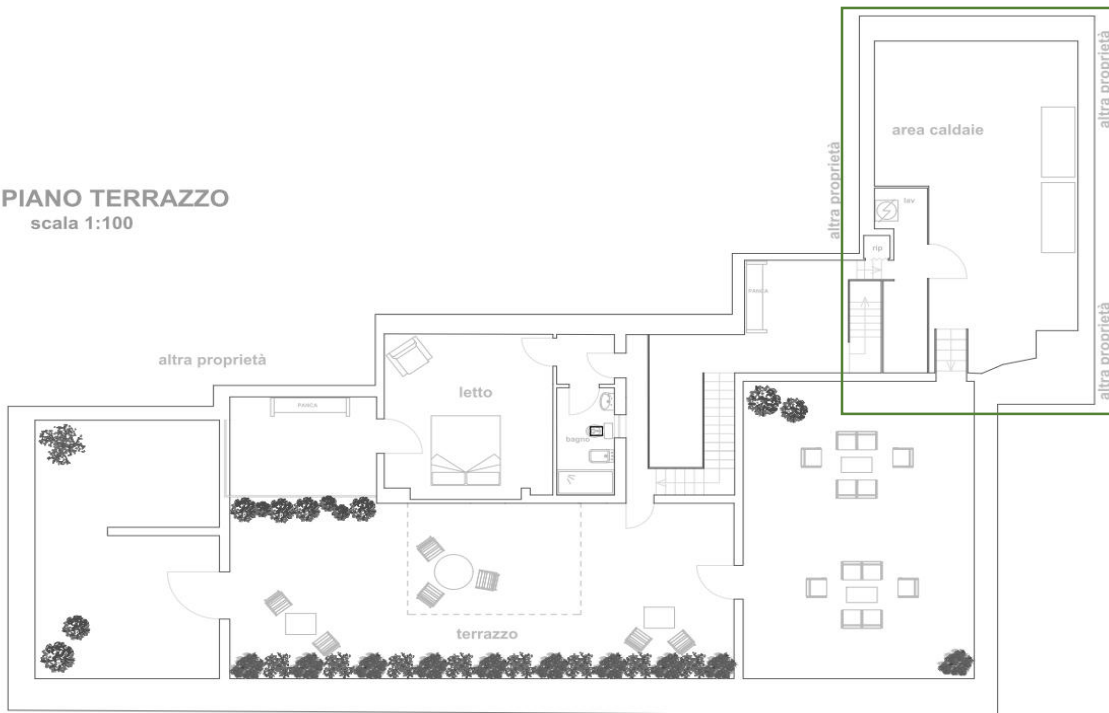 altra proprietà
area caldaie
altra proprietà
PIANO TERRAZZO
scala 1:100
lav
rip
PANCA
altra proprietà
altra proprietà
letto
PANCA
bagno
terrazzo